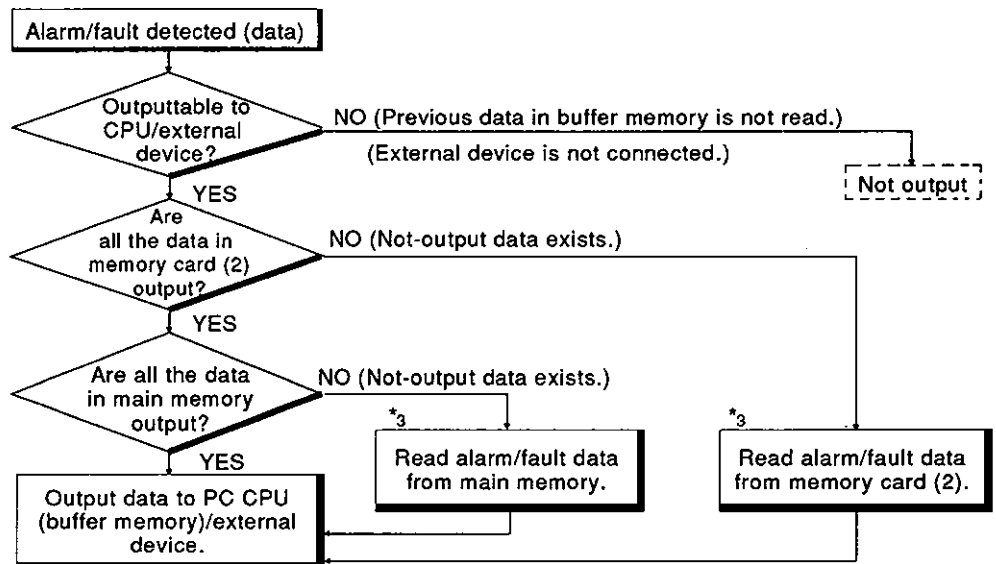 Alarm/fault detected (data)
Outputtable to
CPU/external
device?
NO (Previous data in buffer memory is not read.)
(External device is not connected.)
Not output
YES
Are
all the data in
memory card (2)
output?
NO (Not-output data exists.)
YES
Are all the data
in main memory
output?
NO (Not-output data exists.)
*3
Read alarm/fault data
from main memory.
*3
Read alarm/fault data
from memory card (2).
YES
Output data to PC CPU
(buffer memory)/external
device.